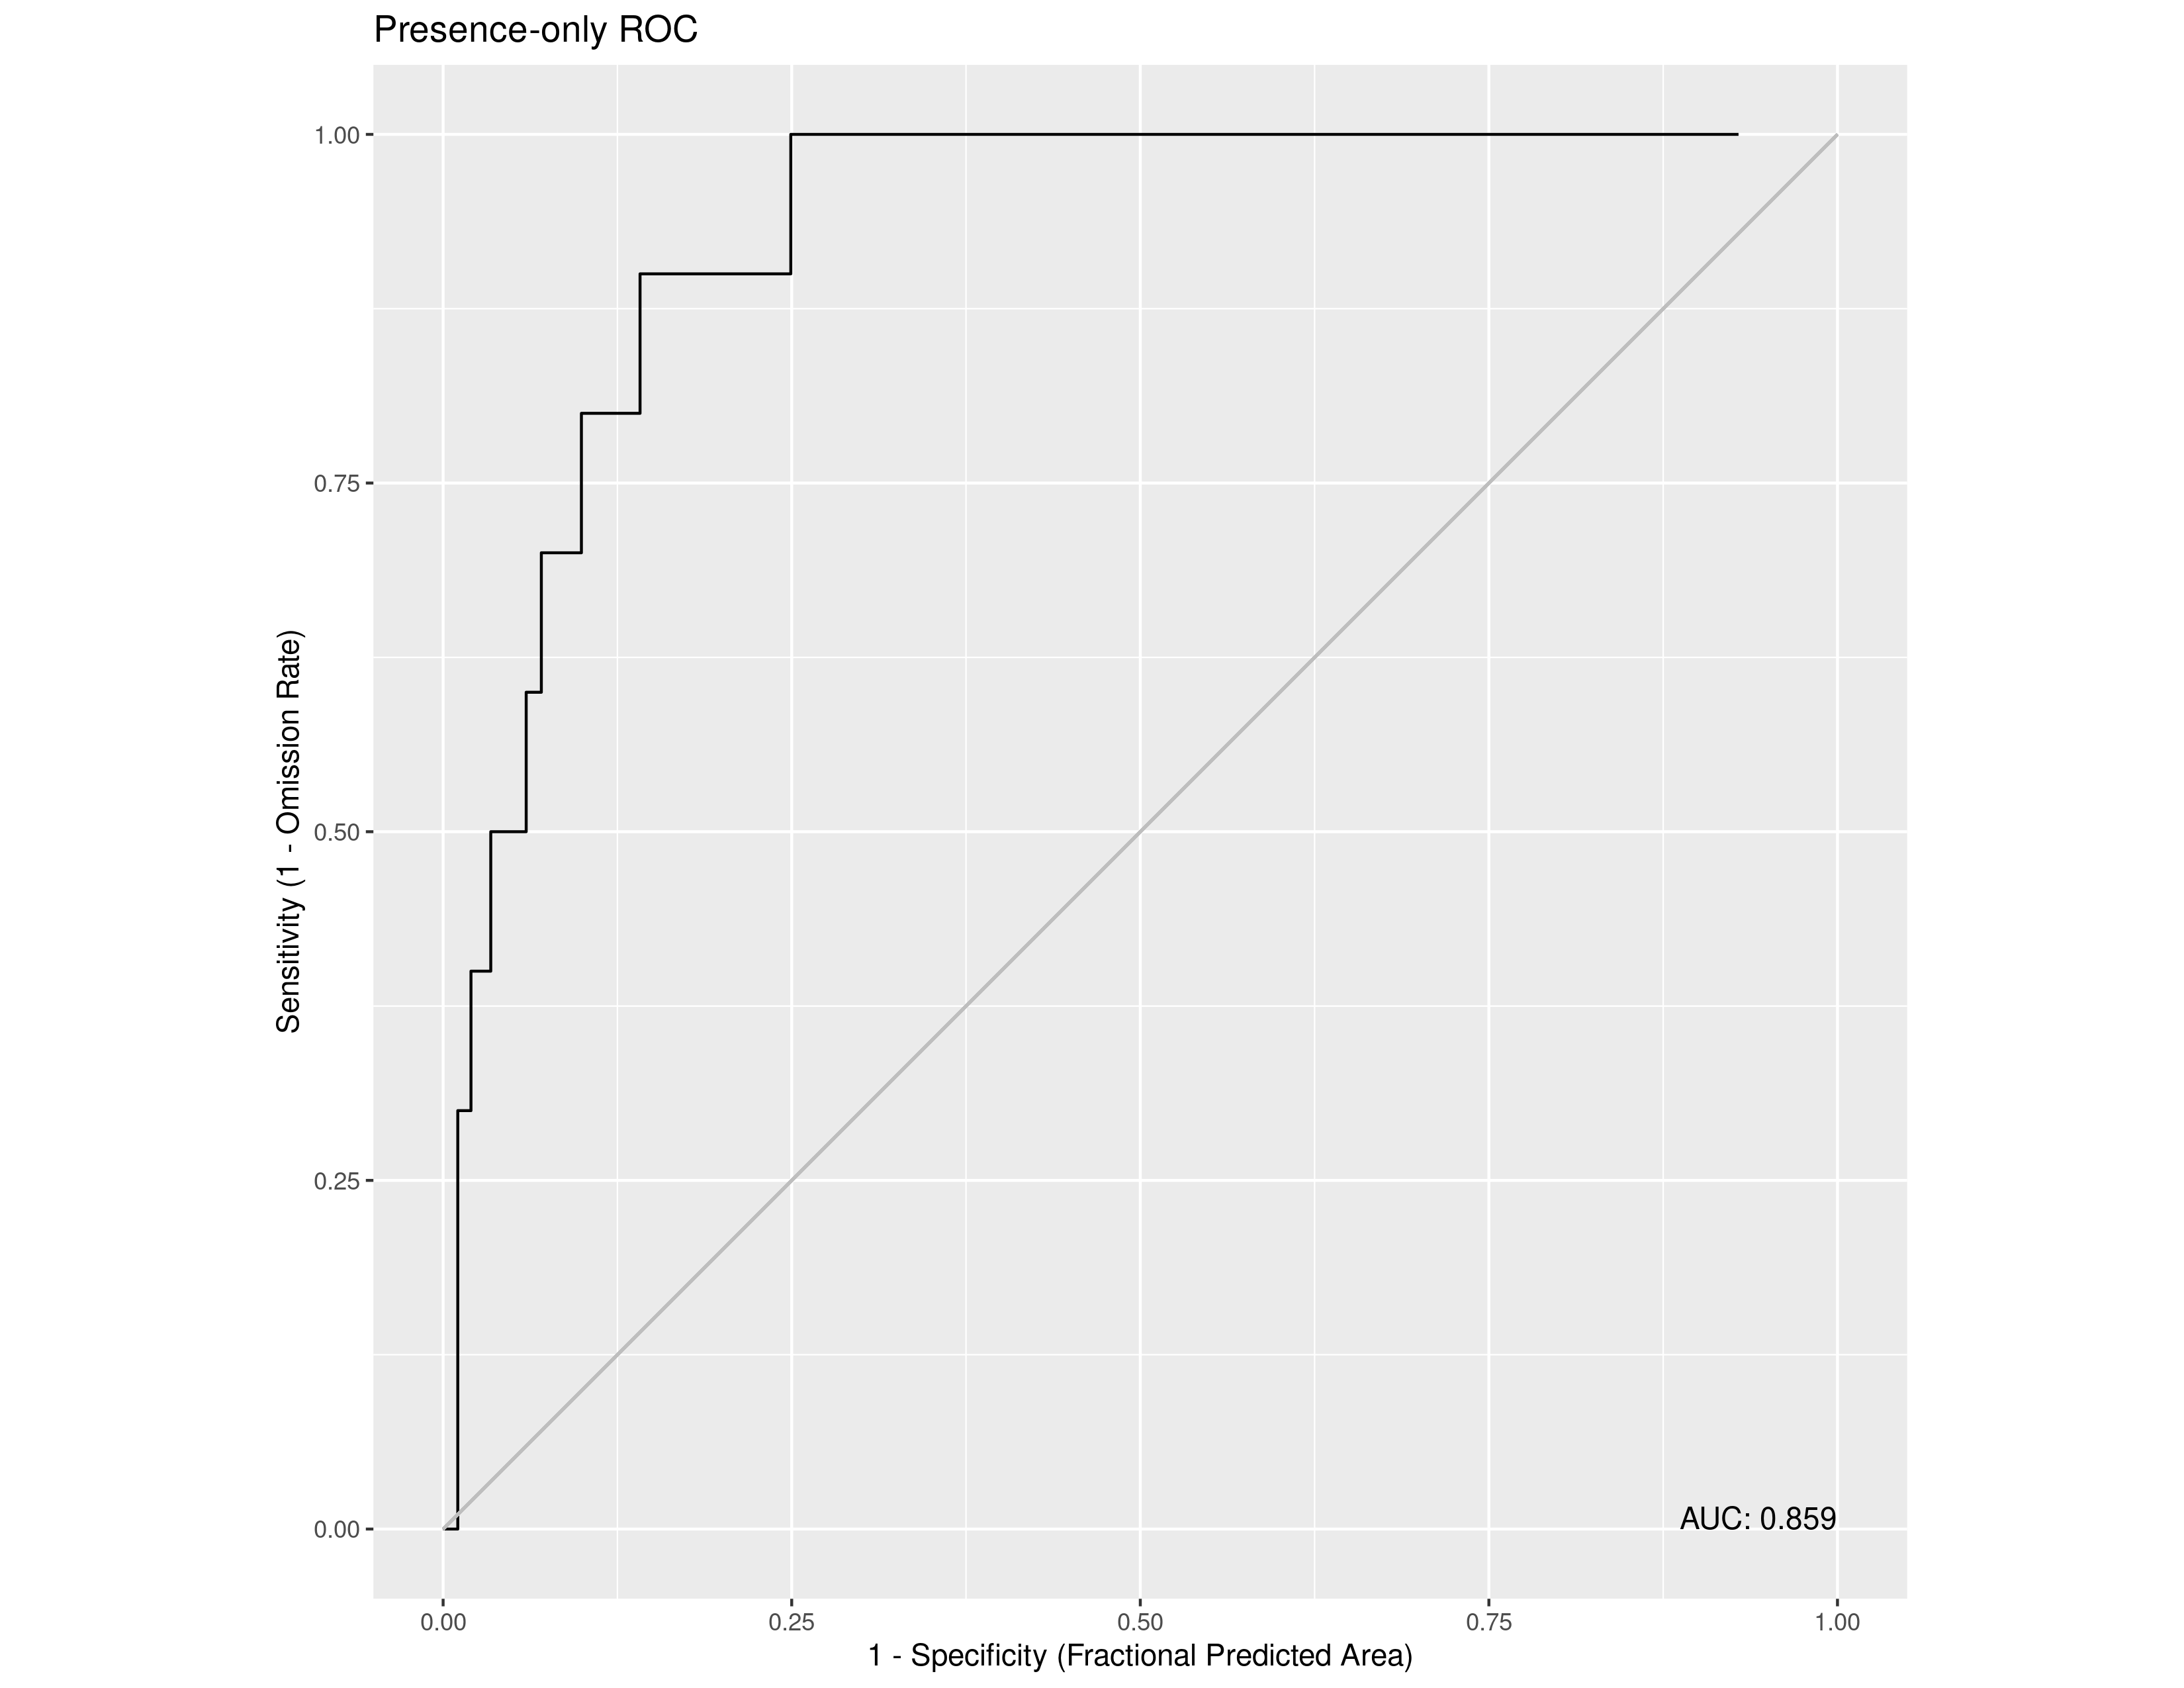 Presence-only ROC
Sensitivity (1 - Omission Rate)
1.00
0.75
0.50
0.25
0.00
AUC: 0.859
0.00 0.25 0.50 0.75 1.00
1 - Specificity (Fractional Predicted Area)